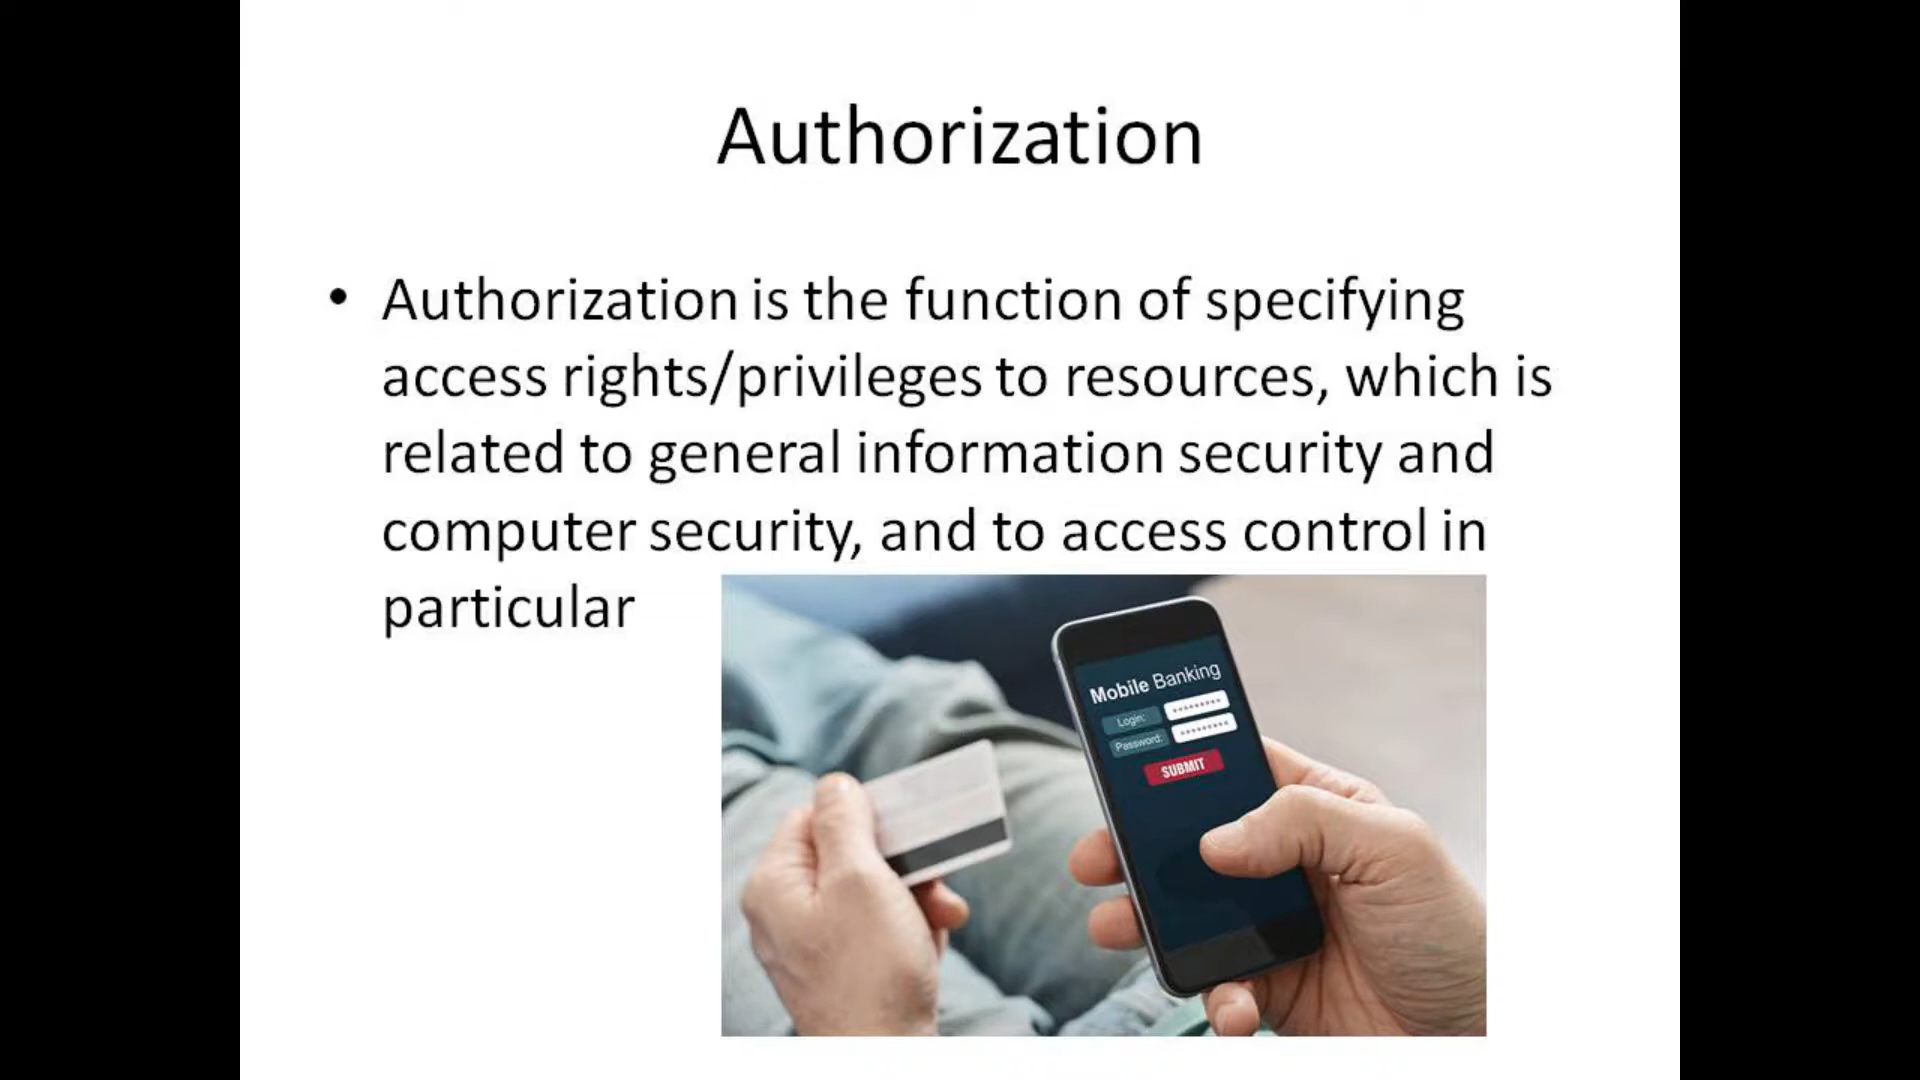 Authorization
• Authorization is the function of specifying
access rights/privileges to resources, which is
related to general information security and
computer security, and to access control in
particular
Mobile Banking
Login: *********
Password: *********
SUBMIT